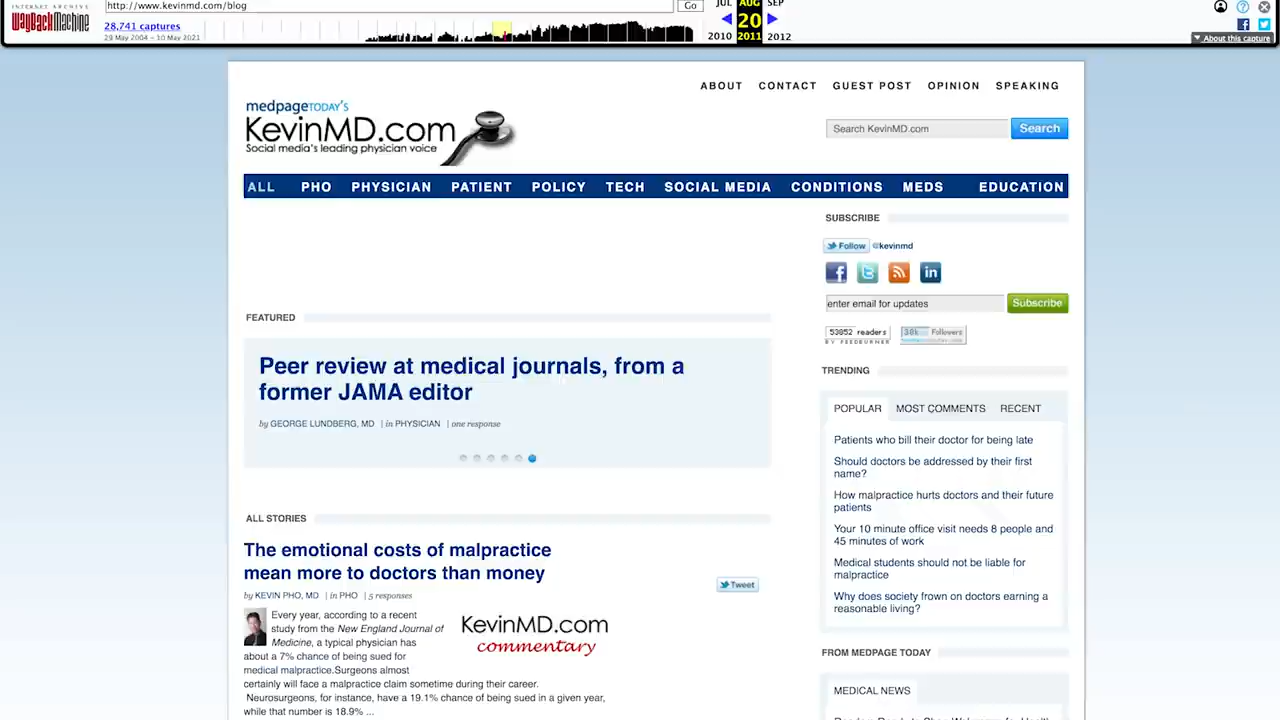 INTERNET ARCHIVE
WayBackMachine
http://www.kevinmd.com/blog
Go
JUL AUG SEP
28,741 captures
20
29 May 2004 – 10 May 2021
2010 2011 2012
About this capture
ABOUT CONTACT GUEST POST OPINION SPEAKING
medpageTODAY'S
KevinMD.com
Social media's leading physician voice
Search KevinMD.com
Search
ALL PHO PHYSICIAN PATIENT POLICY TECH SOCIAL MEDIA CONDITIONS MEDS EDUCATION
SUBSCRIBE
Follow @kevinmd
enter email for updates
Subscribe
53852 readers
BY FEEDBURNER
38k Followers
FEATURED
Peer review at medical journals, from a
former JAMA editor
by GEORGE LUNDBERG, MD | in PHYSICIAN | one response
TRENDING
POPULAR MOST COMMENTS RECENT
Patients who bill their doctor for being late
Should doctors be addressed by their first
name?
How malpractice hurts doctors and their future
patients
Your 10 minute office visit needs 8 people and
45 minutes of work
Medical students should not be liable for
malpractice
Why does society frown on doctors earning a
reasonable living?
ALL STORIES
The emotional costs of malpractice
mean more to doctors than money
Tweet
by KEVIN PHO, MD | in PHO | 5 responses
Every year, according to a recent
study from the New England Journal of
Medicine, a typical physician has
about a 7% chance of being sued for
medical malpractice.Surgeons almost
certainly will face a malpractice claim sometime during their career.
Neurosurgeons, for instance, have a 19.1% chance of being sued in a given year,
while that number is 18.9% ...
KevinMD.com
commentary
FROM MEDPAGE TODAY
MEDICAL NEWS